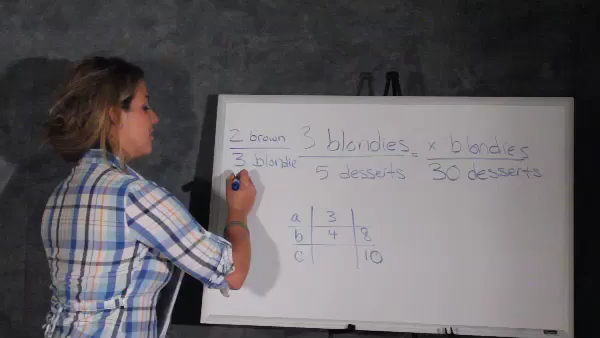 2 brown
3 blondie
3 blondies = x blondies
5 desserts 30 desserts
a 3
b 4 8
c 10